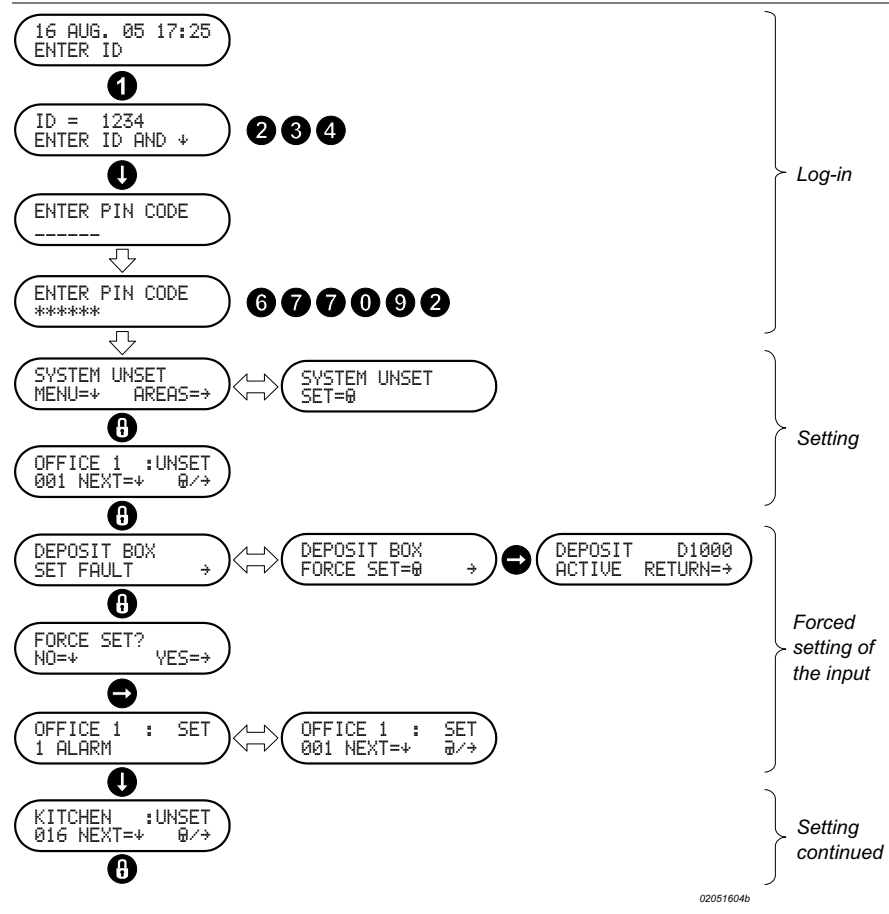 16 AUG. 05 17:25
ENTER ID
1
ID = 1234
ENTER ID AND ↓
2 3 4
↓
ENTER PIN CODE
------
ENTER PIN CODE
******
6 7 7 0 9 2
Log-in
SYSTEM UNSET
MENU=↓ AREAS=→
SYSTEM UNSET
SET=🔒
OFFICE 1 :UNSET
001 NEXT=↓ 🔒/→
Setting
DEPOSIT BOX
SET FAULT →
DEPOSIT BOX
FORCE SET=🔒 →
→
DEPOSIT D1000
ACTIVE RETURN=→
FORCE SET?
NO=↓ YES=→
→
OFFICE 1 : SET
1 ALARM
OFFICE 1 : SET
001 NEXT=↓ 🔓/→
Forced
setting of
the input
↓
KITCHEN :UNSET
016 NEXT=↓ 🔒/→
Setting
continued
02051604b